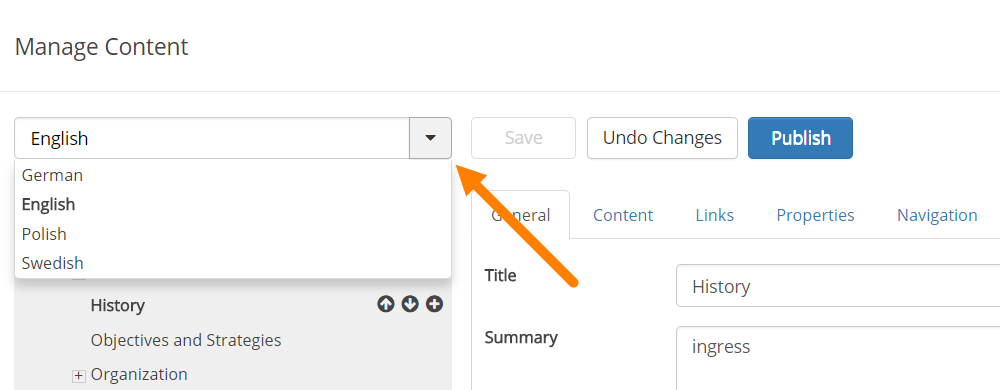 Manage Content
English
Save
Undo Changes
Publish
German
English
Polish
Swedish
General
Content
Links
Properties
Navigation
Title
History
Summary
ingress
History
Objectives and Strategies
Organization